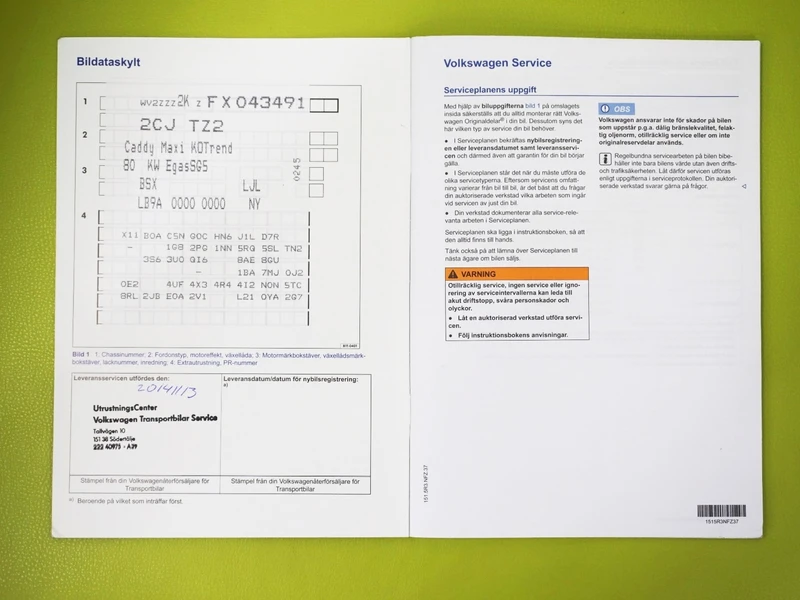 Bildataskylt
1
WV2ZZZ2K Z FX043491
2CJ TZ2
2
Caddy Maxi KOTrend
3
80 KW EgasSG5
0245
BSX LJL
LB9A 0000 0000 NY
4
X11 B0A C5N G0C HN6 J1L D7R
- 1G8 2PG 1NN 5RG 5SL TN2
3S6 3U0 QI6 8AE 8GU
- 1BA 7MJ 0J2
0E2 4UF 4X3 4R4 4I2 N0N 5TC
8RL 2JB E0A 2V1 L21 0YA 2G7
Bild 1 1: Chassinummer, 2: Fordonstyp, motoreffekt, växellåda; 3: Motormärkbokstäver, växellådsmärk-
bokstäver, lacknummer, inredning; 4: Extrautrustning, PR-nummer
Leveransservicen utfördes den:
20141113
UtrustningsCenter
Volkswagen Transportbilar Service
Tallvägen 10
151 38 Södertälje
Stämpel från din Volkswagenåterförsäljare för
Transportbilar
Leveransdatum/datum för nybilsregistrering:
a)
Stämpel från din Volkswagenåterförsäljare för
Transportbilar
a) Beroende på vilket som inträffar först.
Volkswagen Service
Serviceplanens uppgift
Med hjälp av biluppgifterna bild 1 på omslagets
insida säkerställs att du alltid monterar rätt Volks-
wagen Originaldelar® i din bil. Dessutom syns det
här vilken typ av service din bil behöver.
● I Serviceplanen bekräftas nybilsregistrering-
en eller leveransdatumet samt leveransservi-
cen och därmed även att garantin för din bil börjar
gälla.
● I Serviceplanen står det när du måste utföra de
olika servicetyperna. Eftersom servicens omfatt-
ning varierar från bil till bil, är det bäst att du frågar
din auktoriserade verkstad vilka arbeten som ingår
vid servicen av just din bil.
● Din verkstad dokumenterar alla service-rele-
vanta arbeten i Serviceplanen.
Serviceplanen ska ligga i instruktionsboken, så att
den alltid finns till hands.
Tänk också på att lämna över Serviceplanen till
nästa ägare om bilen säljs.
VARNING
Otillräcklig service, ingen service eller igno-
rering av serviceintervallerna kan leda till
akut driftstopp, svåra personskador och
olyckor.
● Låt en auktoriserad verkstad utföra servi-
cen.
● Följ instruktionsbokens anvisningar.
OBS
Volkswagen ansvarar inte för skador på bilen
som uppstår p.g.a. dålig bränslekvalitet, felak-
tig oljenorm, otillräcklig service eller om inte
originalreservdelar används.
Regelbundna servicearbeten på bilen bibe-
håller inte bara bilens värde utan även drifts-
och trafiksäkerheten. Låt därför servicen utföras
enligt uppgifterna i serviceprotokollen. Din auktori-
serade verkstad svarar gärna på frågor.
151.5R3.NFZ.37
1515R3NFZ37